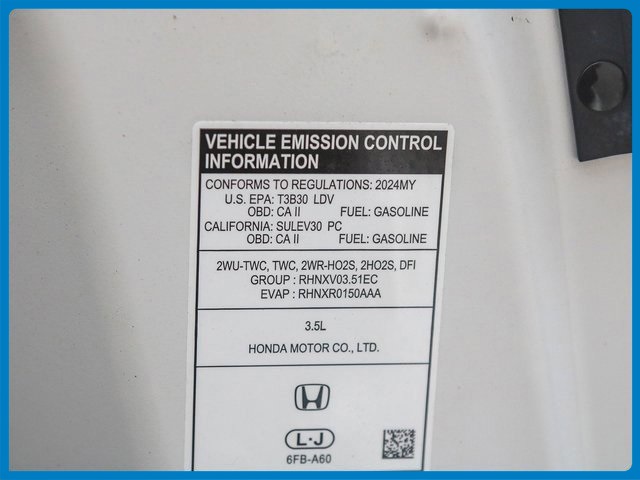 VEHICLE EMISSION CONTROL
INFORMATION
CONFORMS TO REGULATIONS: 2024MY
U.S. EPA: T3B30 LDV
OBD: CA II FUEL: GASOLINE
CALIFORNIA: SULEV30 PC
OBD: CA II FUEL: GASOLINE
2WU-TWC, TWC, 2WR-HO2S, 2HO2S, DFI
GROUP : RHNXV03.51EC
EVAP : RHNXR0150AAA
3.5L
HONDA MOTOR CO., LTD.
L·J
6FB-A60